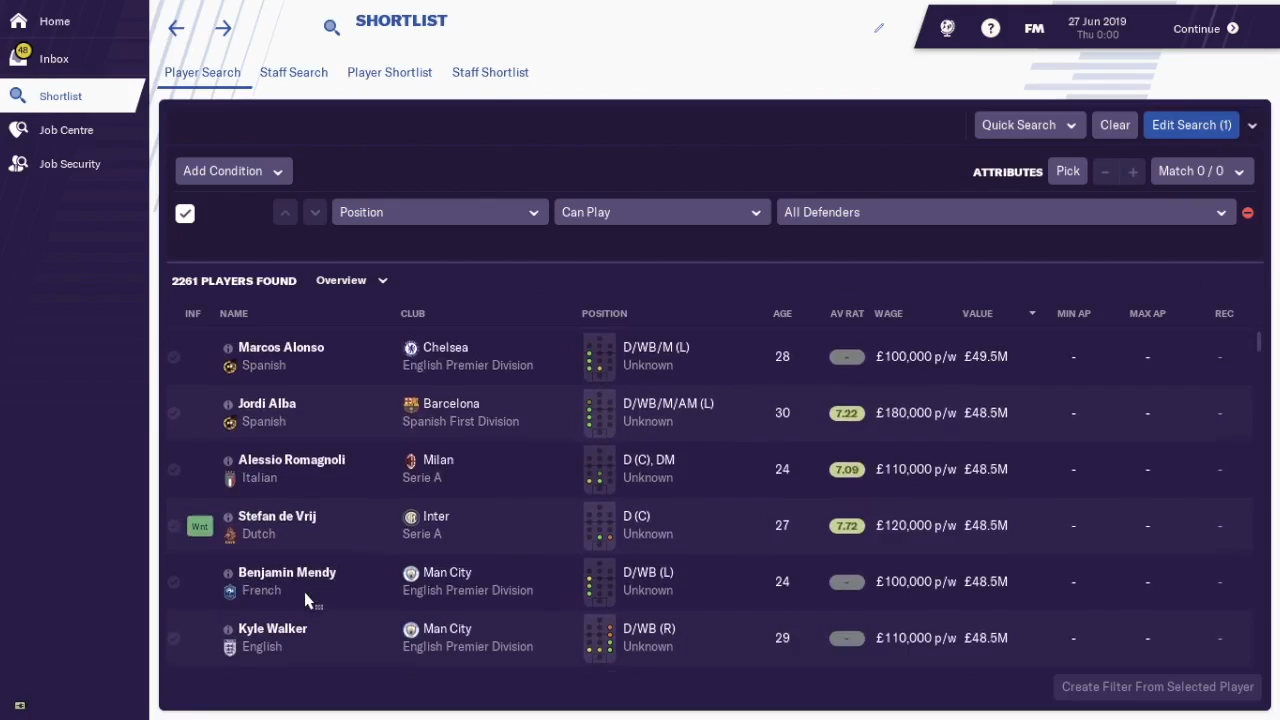 Home
48
Inbox
Shortlist
Job Centre
Job Security
SHORTLIST
?
FM
27 Jun 2019
Thu 0:00
Continue
Player Search Staff Search Player Shortlist Staff Shortlist
Quick Search Clear Edit Search (1)
Add Condition ATTRIBUTES Pick - + Match 0 / 0
Position Can Play All Defenders
2261 PLAYERS FOUND Overview
INF NAME CLUB POSITION AGE AV RAT WAGE VALUE MIN AP MAX AP REC
Marcos Alonso Chelsea D/WB/M (L) 28 - £100,000 p/w £49.5M - - -
Spanish English Premier Division Unknown
Jordi Alba Barcelona D/WB/M/AM (L) 30 7.22 £180,000 p/w £48.5M - - -
Spanish Spanish First Division Unknown
Alessio Romagnoli Milan D (C), DM 24 7.09 £110,000 p/w £48.5M - - -
Italian Serie A Unknown
Wnt Stefan de Vrij Inter D (C) 27 7.72 £120,000 p/w £48.5M - - -
Dutch Serie A Unknown
Benjamin Mendy Man City D/WB (L) 24 - £100,000 p/w £48.5M - - -
French English Premier Division Unknown
Kyle Walker Man City D/WB (R) 29 - £110,000 p/w £48.5M - - -
English English Premier Division Unknown
Create Filter From Selected Player